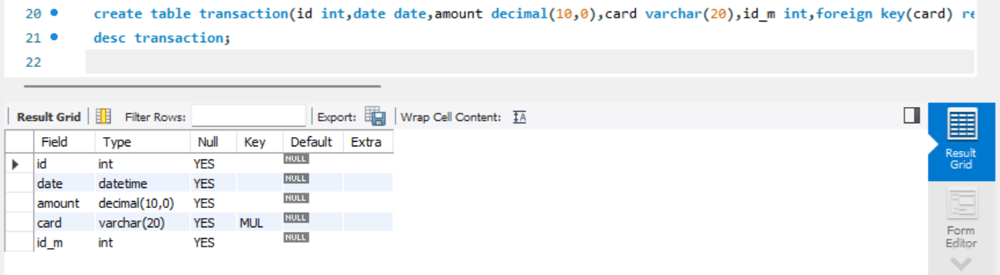 20 create table transaction(id int,date date,amount decimal(10,0),card varchar(20),id_m int,foreign key(card) re
21 desc transaction;
22
Result Grid Filter Rows: Export: Wrap Cell Content: IA
Field Type Null Key Default Extra
id int YES NULL
date datetime YES NULL
amount decimal(10,0) YES NULL
card varchar(20) YES MUL NULL
id_m int YES NULL
Result
Grid
Form
Editor